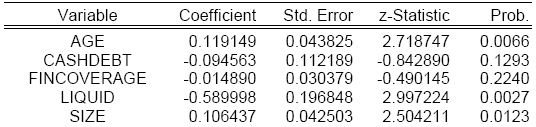 Variable Coefficient Std. Error z-Statistic Prob.
AGE 0.119149 0.043825 2.718747 0.0066
CASHDEBT -0.094563 0.112189 -0.842890 0.1293
FINCOVERAGE -0.014890 0.030379 -0.490145 0.2240
LIQUID -0.589998 0.196848 2.997224 0.0027
SIZE 0.106437 0.042503 2.504211 0.0123